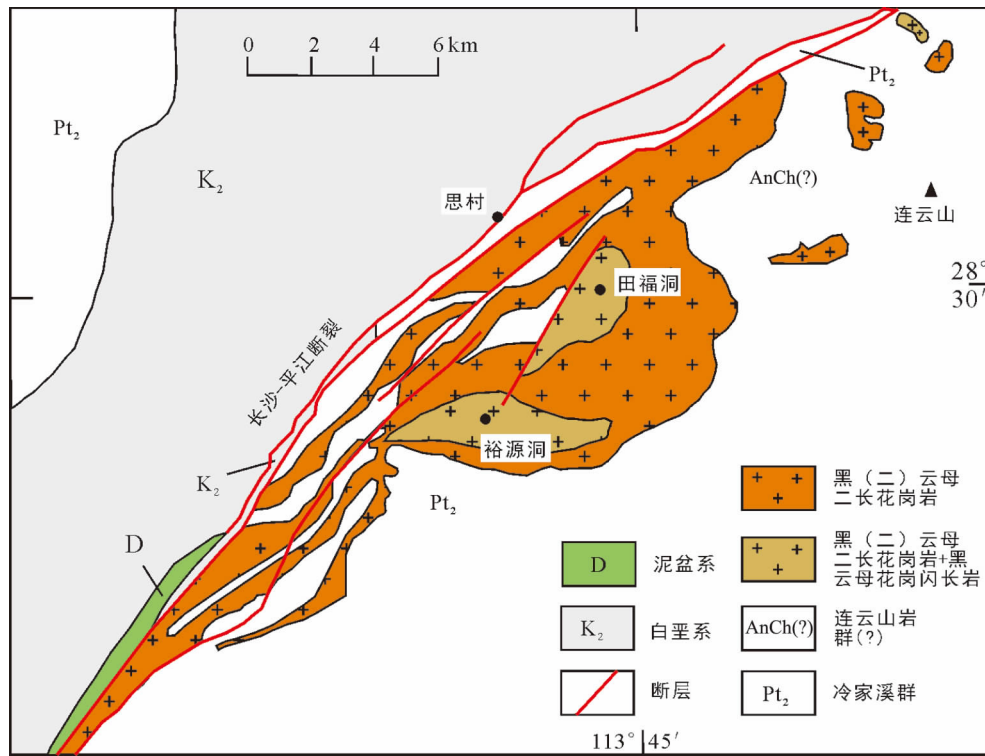 0 2 4 6 km
Pt₂
Pt₂
K₂
AnCh(?)
思村
连云山
28°
30′
田福洞
长沙-平江断裂
裕源洞
K₂
Pt₂
黑（二）云母
二长花岗岩
D
D
泥盆系
黑（二）云母
二长花岗岩+黑
云母花岗闪长岩
K₂
白垩系
AnCh(?)
连云山岩
群(?)
断层
Pt₂
冷家溪群
113° 45′